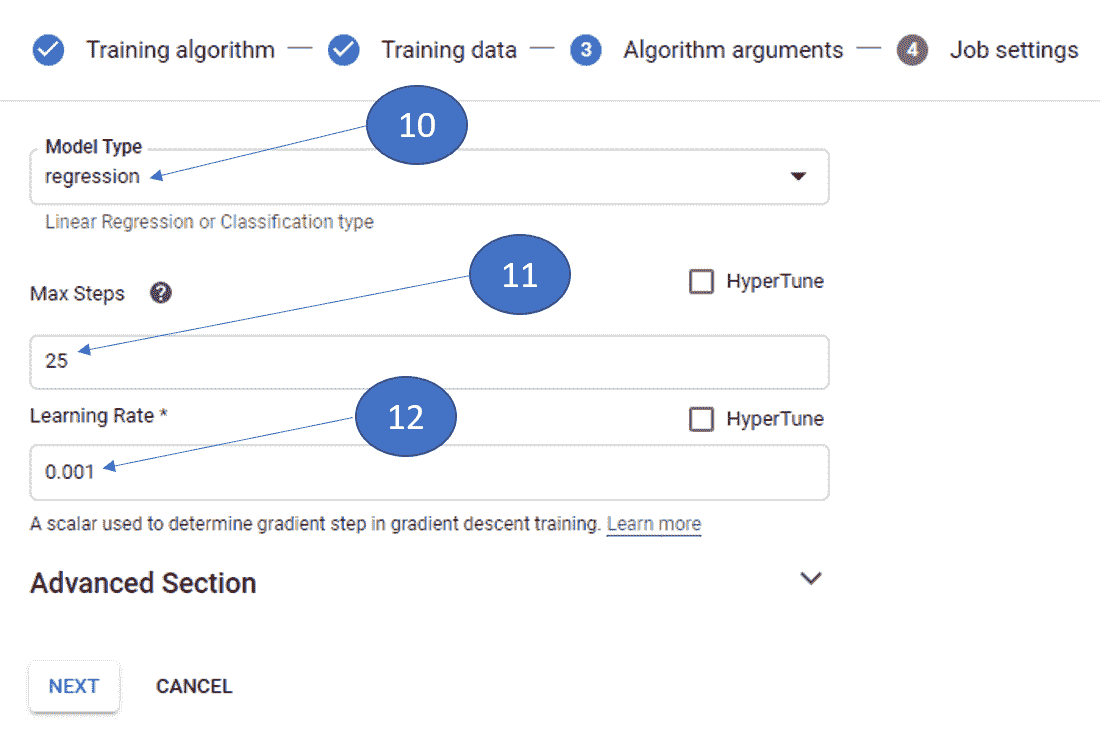 Training algorithm — Training data — 3 Algorithm arguments — 4 Job settings
10
Model Type
regression
Linear Regression or Classification type
11
Max Steps ? HyperTune
25
12
Learning Rate * HyperTune
0.001
A scalar used to determine gradient step in gradient descent training. Learn more
Advanced Section
NEXT CANCEL